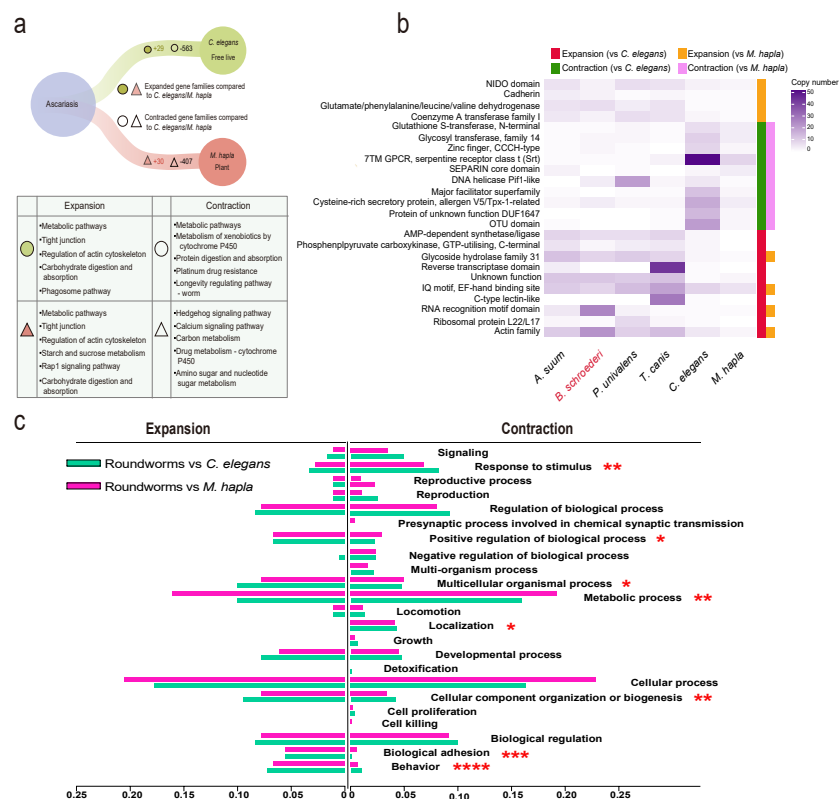 a
+29
-563
C. elegans
Free live
Ascariasis
Expanded gene families compared
to C. elegans/M. hapla
Contracted gene families compared
to C. elegans/M. hapla
+30
-407
M. hapla
Plant
Expansion
Contraction
•Metabolic pathways
•Tight junction
•Regulation of actin cytoskeleton
•Carbohydrate digestion and
absorption
•Phagosome pathway
•Metabolic pathways
•Metabolism of xenobiotics by
cytochrome P450
•Protein digestion and absorption
•Platinum drug resistance
•Longevity regulating pathway
- worm
•Metabolic pathways
•Tight junction
•Regulation of actin cytoskeleton
•Starch and sucrose metabolism
•Rap1 signaling pathway
•Carbohydrate digestion and
absorption
•Hedgehog signaling pathway
•Calcium signaling pathway
•Carbon metabolism
•Drug metabolism - cytochrome
P450
•Amino sugar and nucleotide
sugar metabolism
b
Expansion (vs C. elegans)
Expansion (vs M. hapla)
Contraction (vs C. elegans)
Contraction (vs M. hapla)
Copy number
50
40
30
20
10
0
NIDO domain
Cadherin
Glutamate/phenylalanine/leucine/valine dehydrogenase
Coenzyme A transferase family I
Glutathione S-transferase, N-terminal
Glycosyl transferase, family 14
Zinc finger, CCCH-type
7TM GPCR, serpentine receptor class t (Srt)
SEPARIN core domain
DNA helicase Pif1-like
Major facilitator superfamily
Cysteine-rich secretory protein, allergen V5/Tpx-1-related
Protein of unknown function DUF1647
OTU domain
AMP-dependent synthetase/ligase
Phosphenplpyruvate carboxykinase, GTP-utilising, C-terminal
Glycoside hydrolase family 31
Reverse transcriptase domain
Unknown function
IQ motif, EF-hand binding site
C-type lectin-like
RNA recognition motif domain
Ribosomal protein L22/L17
Actin family
A. suum
B. schroederi
P. univalens
T. canis
C. elegans
M. hapla
c
Expansion
Contraction
Roundworms vs C. elegans
Roundworms vs M. hapla
Signaling
Response to stimulus **
Reproductive process
Reproduction
Regulation of biological process
Presynaptic process involved in chemical synaptic transmission
Positive regulation of biological process *
Negative regulation of biological process
Multi-organism process
Multicellular organismal process *
Metabolic process **
Locomotion
Localization *
Growth
Developmental process
Detoxification
Cellular process
Cellular component organization or biogenesis **
Cell proliferation
Cell killing
Biological regulation
Biological adhesion ***
Behavior ****
0.25 0.20 0.15 0.10 0.05 0 0.05 0.10 0.15 0.20 0.25